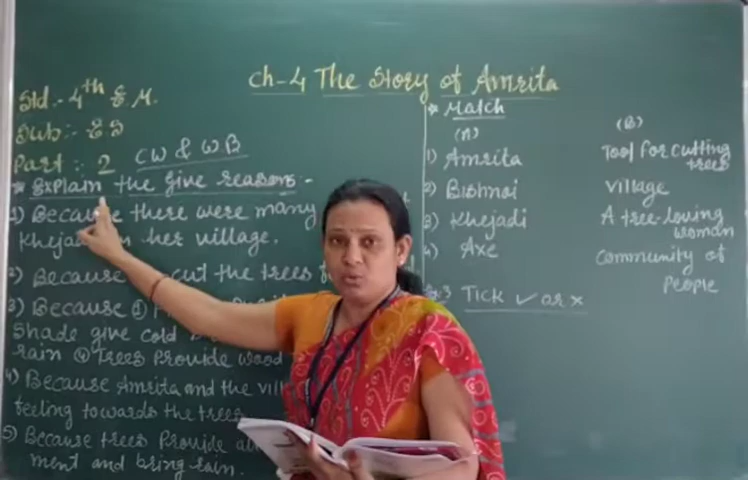 Ch-4 The Story of Amrita
Std:- 4th E M.
Sub:- E S
Part :- 2
CW & WB
* Explain the give reasons :-
1) Because there were many
Khejadi in her village.
2) Because cut the trees
3) Because ①
Shade give cold
rain ④ Trees Provide wood
4) Because Amrita and the
feeling towards the trees
5) Because trees Provide
ment and bring rain.
* Match
(A) (B)
1) Amrita Tool for cutting trees
2) Bishnoi village
3) Khejadi A tree-loving woman
4) Axe Community of People
3 Tick ✓ or ×